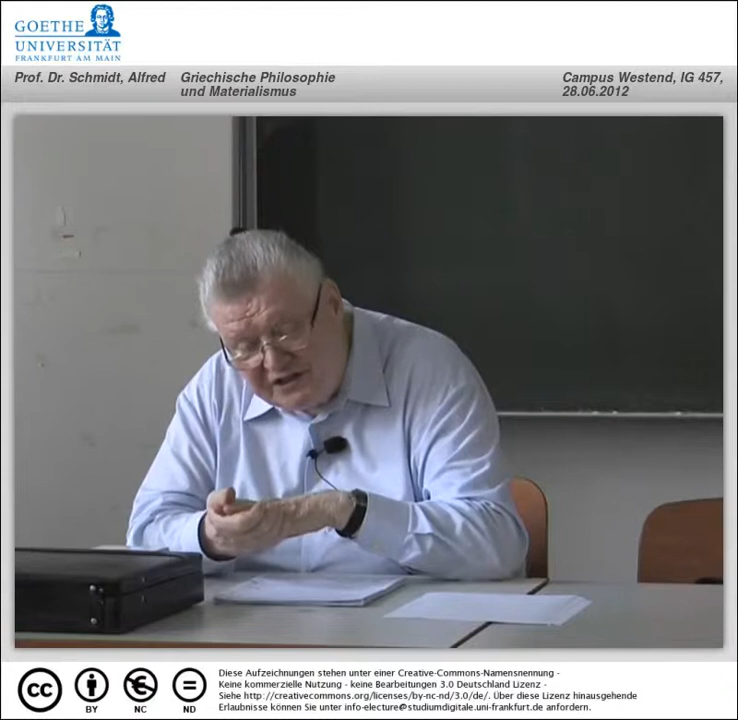 GOETHE
UNIVERSITÄT
FRANKFURT AM MAIN
Prof. Dr. Schmidt, Alfred Griechische Philosophie Campus Westend, IG 457,
und Materialismus 28.06.2012
Diese Aufzeichnungen stehen unter einer Creative-Commons-Namensnennung -
Keine kommerzielle Nutzung - keine Bearbeitungen 3.0 Deutschland Lizenz -
Siehe http://creativecommons.org/licenses/by-nc-nd/3.0/de/. Über diese Lizenz hinausgehende
Erlaubnisse können Sie unter info-electure@studiumdigitale.uni-frankfurt.de anfordern.
cc
BY NC ND